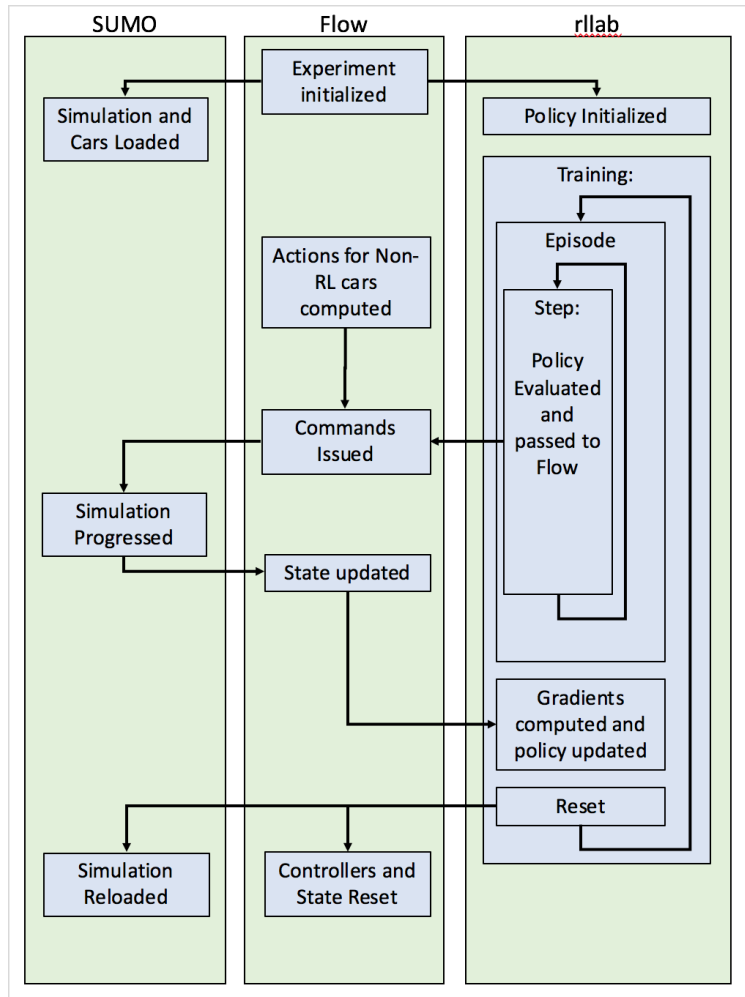 SUMO
Flow
rllab
Experiment
initialized
Simulation and
Cars Loaded
Policy Initialized
Training:
Episode
Actions for Non-
RL cars
computed
Step:
Policy
Evaluated
and
passed to
Flow
Commands
Issued
Simulation
Progressed
State updated
Gradients
computed and
policy updated
Reset
Simulation
Reloaded
Controllers and
State Reset